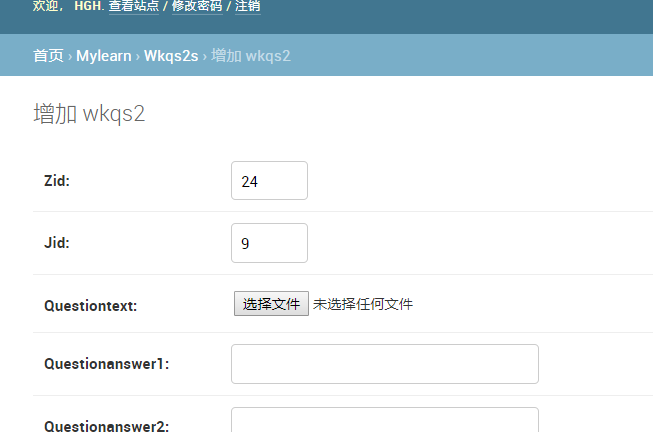 欢迎， HGH. 查看站点 / 修改密码 / 注销
首页 › Mylearn › Wkqs2s › 增加 wkqs2
增加 wkqs2
Zid: 24
Jid: 9
Questiontext: 选择文件 未选择任何文件
Questionanswer1:
Questionanswer2: